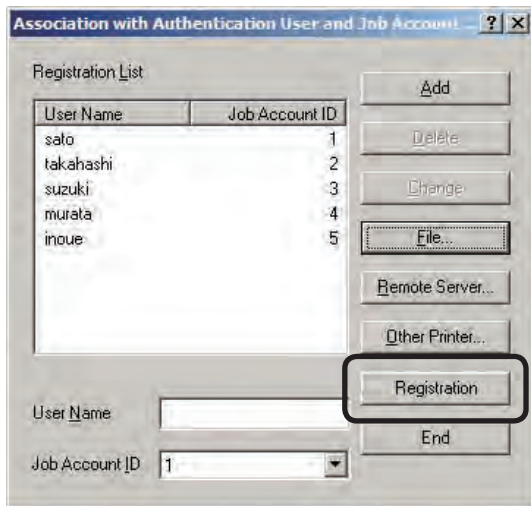 Association with Authentication User and Job Account ...
Registration List
User Name Job Account ID
sato 1
takahashi 2
suzuki 3
murata 4
inoue 5
Add
Delete
Change
File...
Remote Server...
Other Printer...
Registration
End
User Name
Job Account ID 1